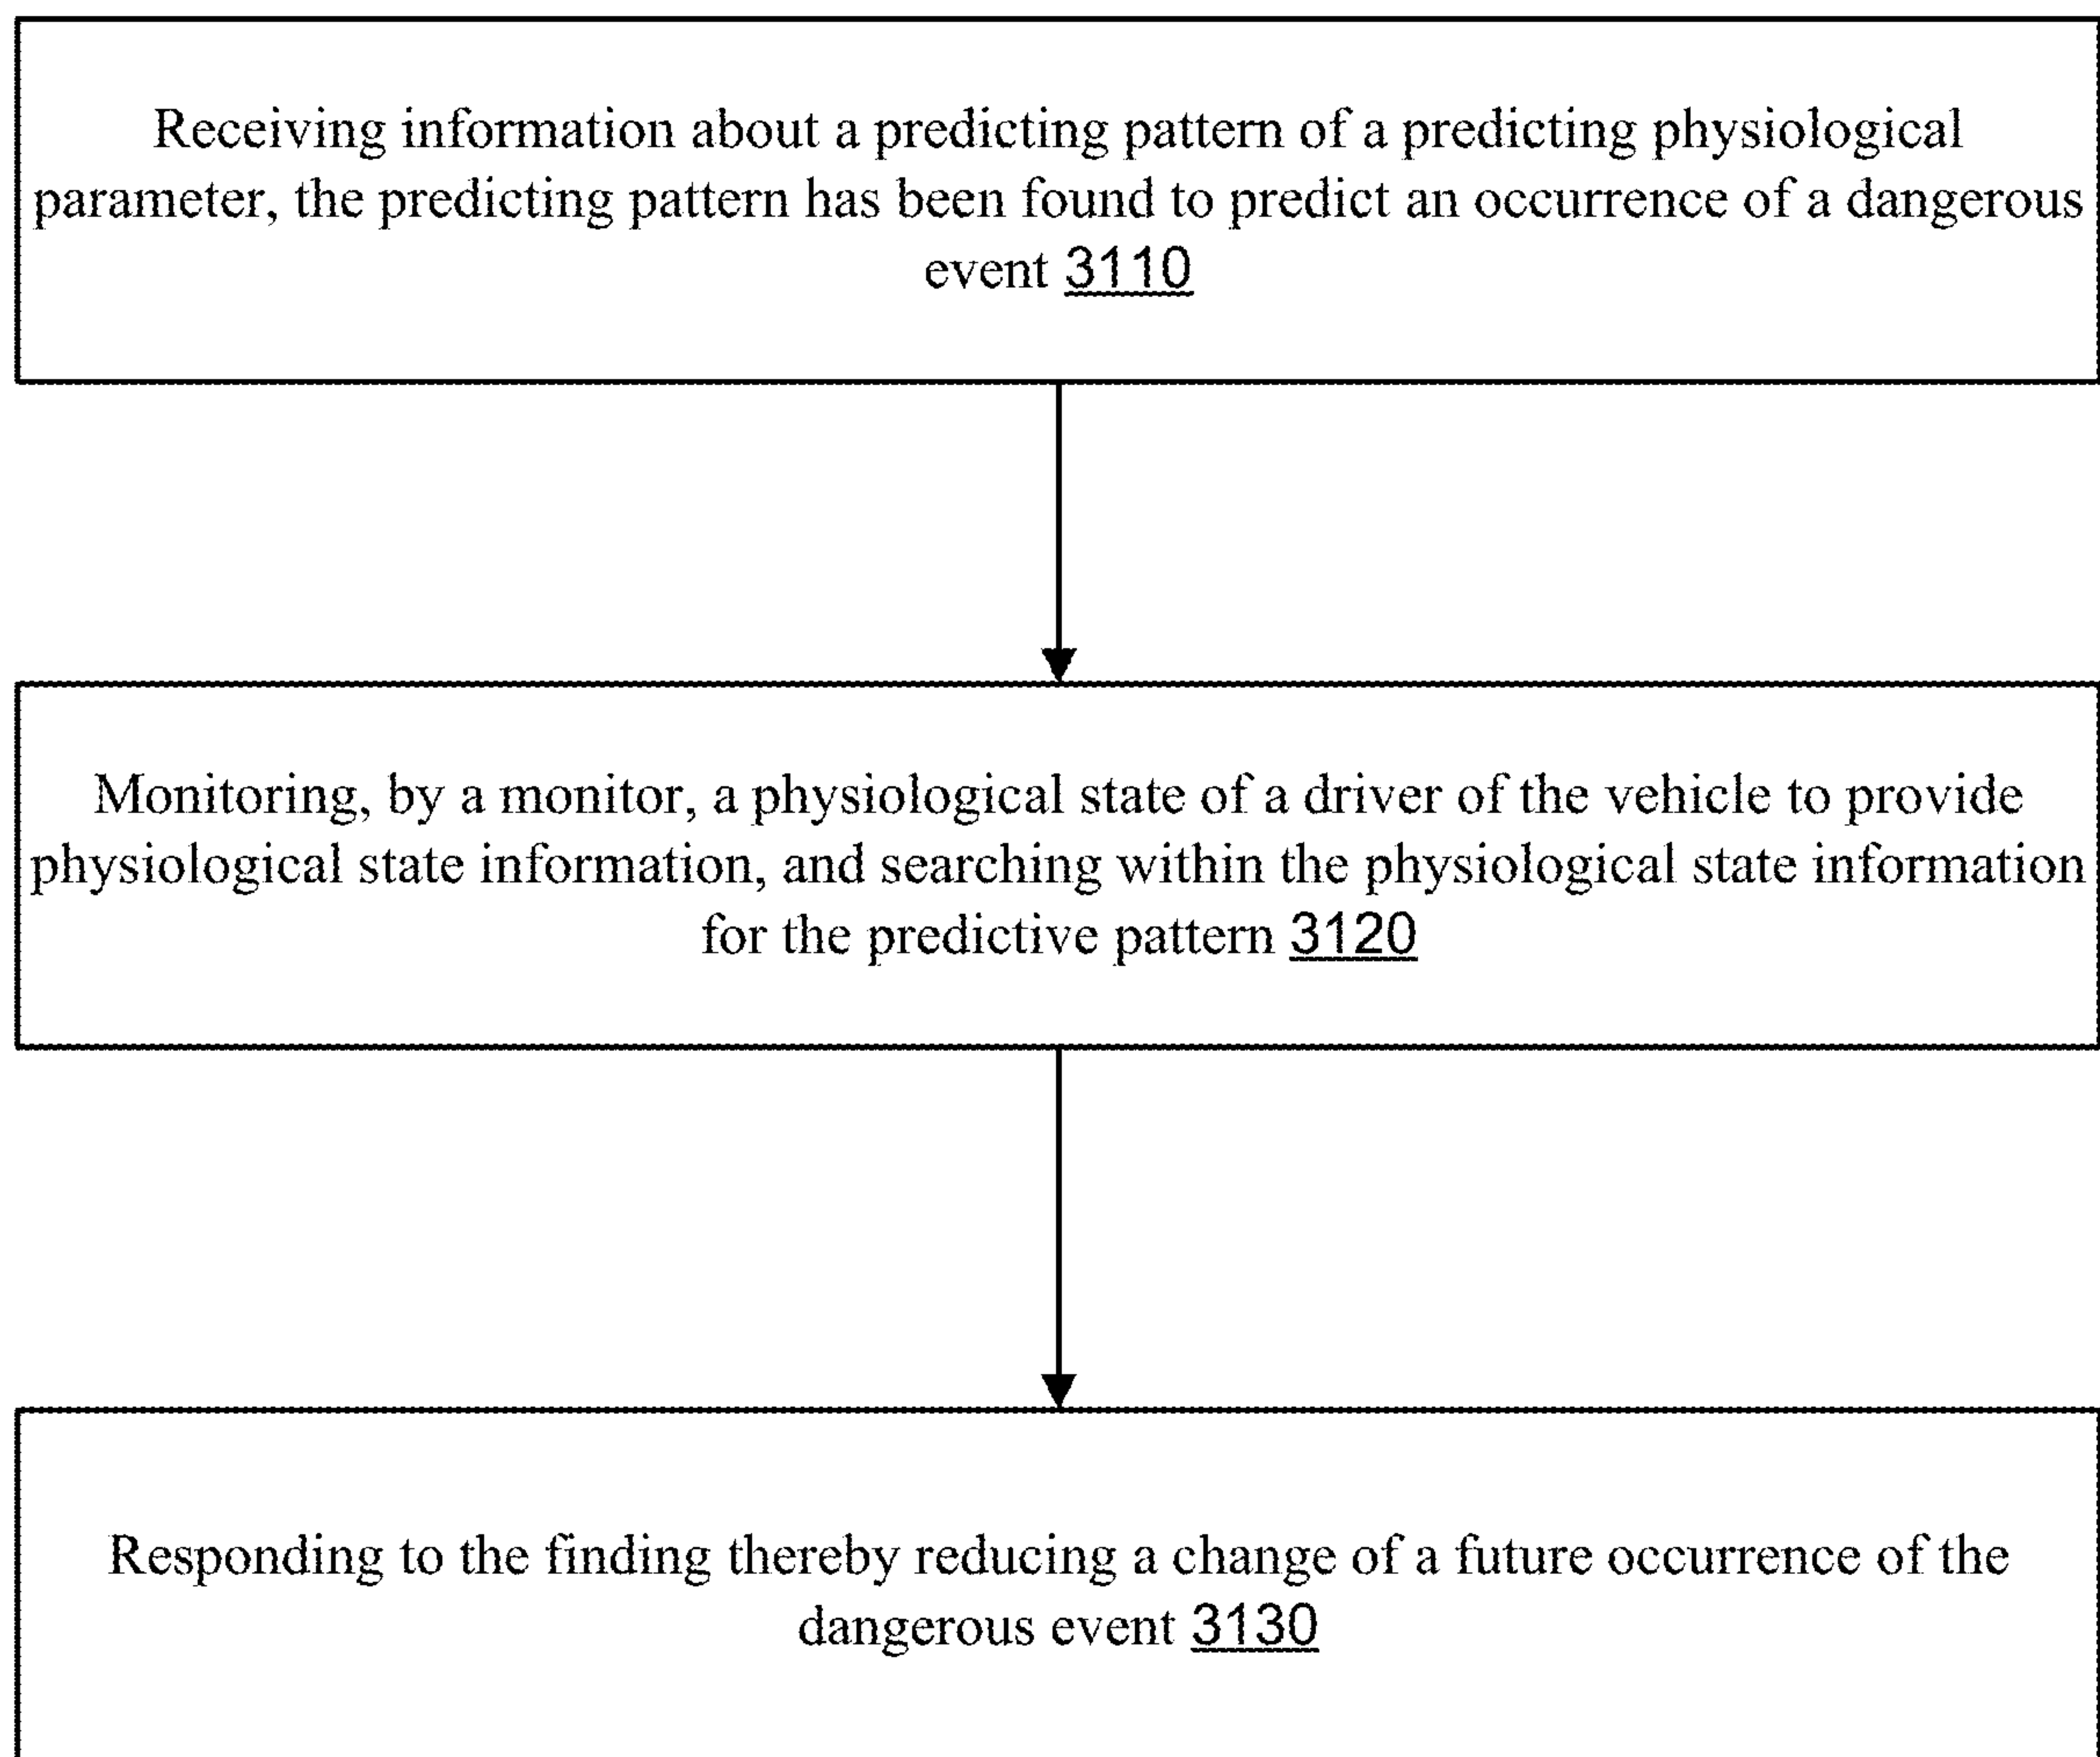 Receiving information about a predicting pattern of a predicting physiological
parameter, the predicting pattern has been found to predict an occurrence of a dangerous
event 3110
Monitoring, by a monitor, a physiological state of a driver of the vehicle to provide
physiological state information, and searching within the physiological state information
for the predictive pattern 3120
Responding to the finding thereby reducing a change of a future occurrence of the
dangerous event 3130